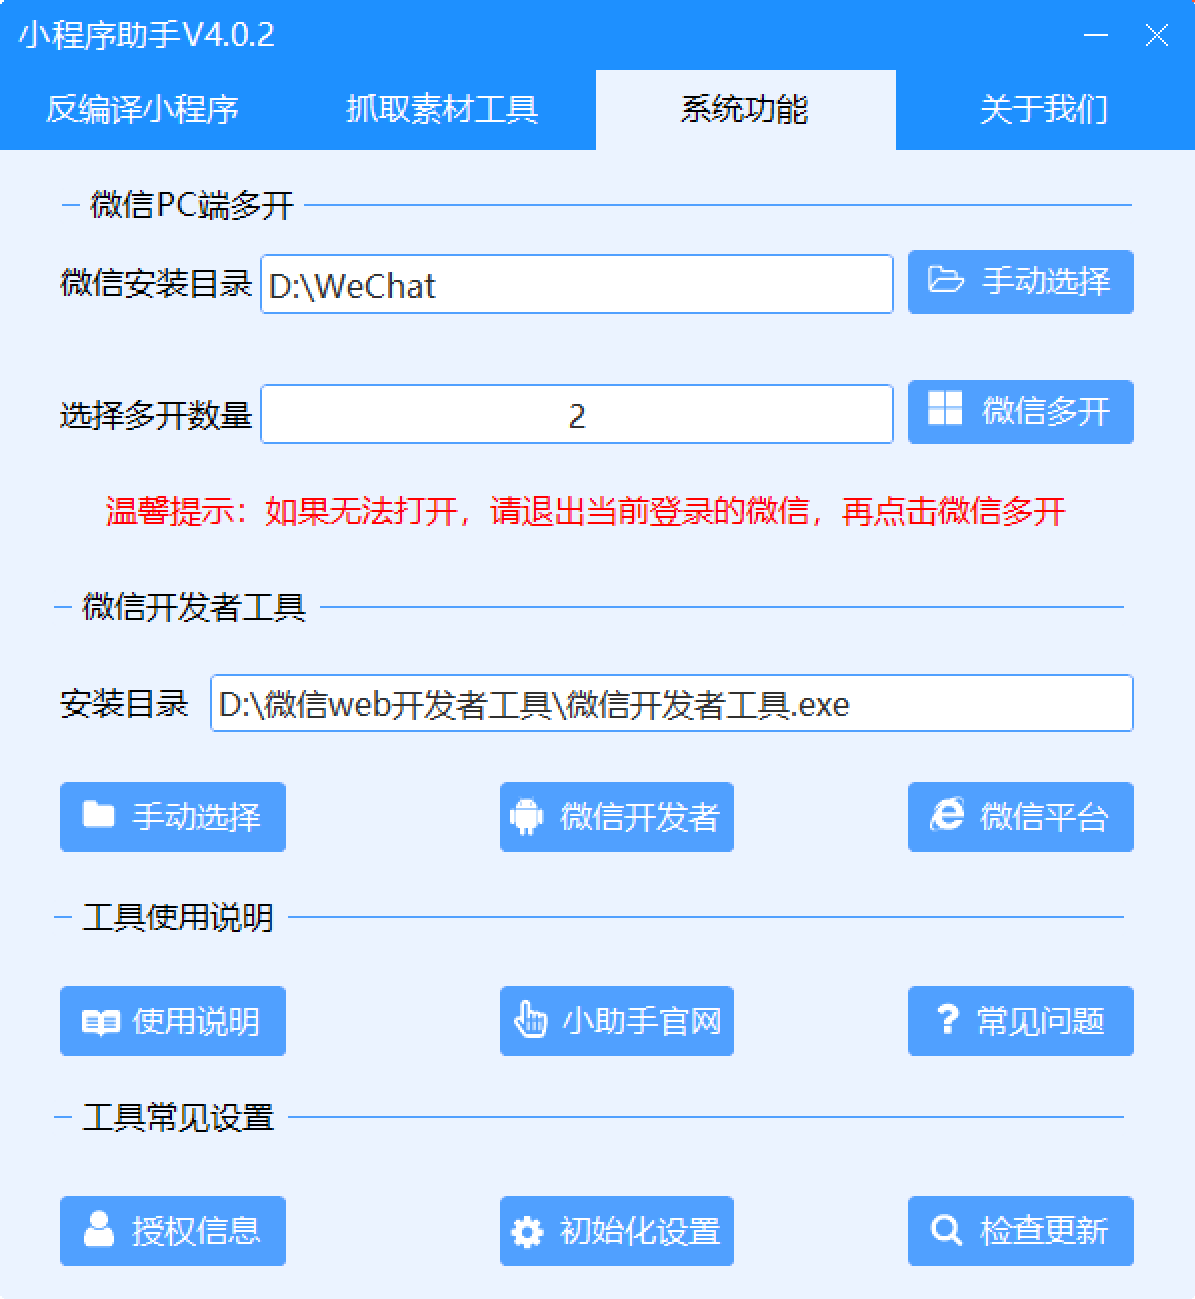 小程序助手V4.0.2
反编译小程序 抓取素材工具 系统功能 关于我们
微信PC端多开
微信安装目录 D:\WeChat 手动选择
选择多开数量 2 微信多开
温馨提示：如果无法打开，请退出当前登录的微信，再点击微信多开
微信开发者工具
安装目录 D:\微信web开发者工具\微信开发者工具.exe
手动选择 微信开发者 微信平台
工具使用说明
使用说明 小助手官网 ? 常见问题
工具常见设置
授权信息 初始化设置 检查更新